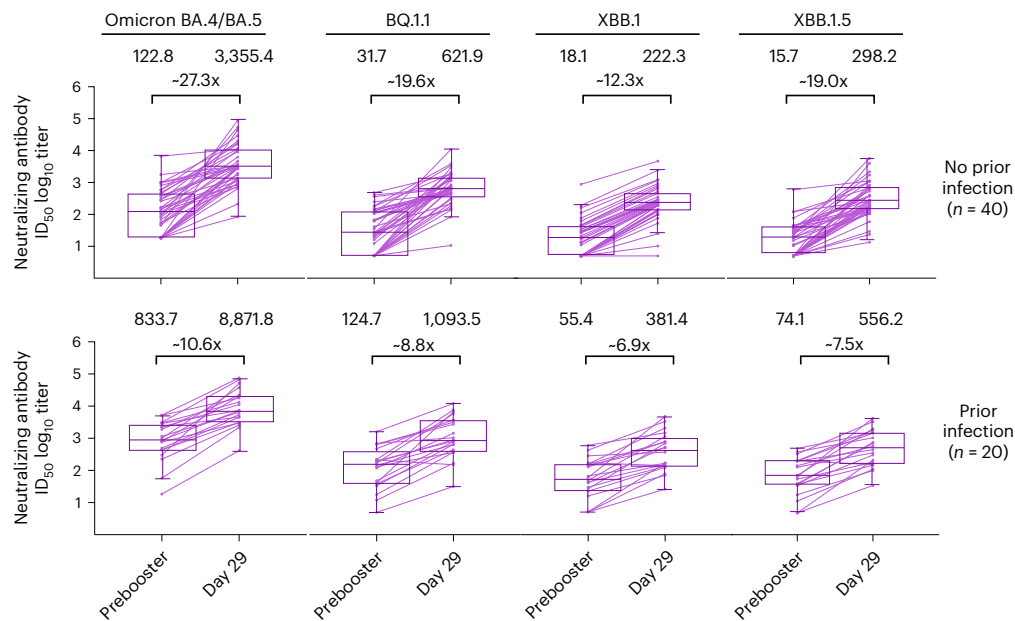 Omicron BA.4/BA.5 BQ.1.1 XBB.1 XBB.1.5
122.8 3,355.4 31.7 621.9 18.1 222.3 15.7 298.2
~27.3x ~19.6x ~12.3x ~19.0x
Neutralizing antibody
ID50 log10 titer
6
5
4
3
2
1
No prior
infection
(n = 40)
833.7 8,871.8 124.7 1,093.5 55.4 381.4 74.1 556.2
~10.6x ~8.8x ~6.9x ~7.5x
Neutralizing antibody
ID50 log10 titer
6
5
4
3
2
1
Prior
infection
(n = 20)
Prebooster Day 29 Prebooster Day 29 Prebooster Day 29 Prebooster Day 29